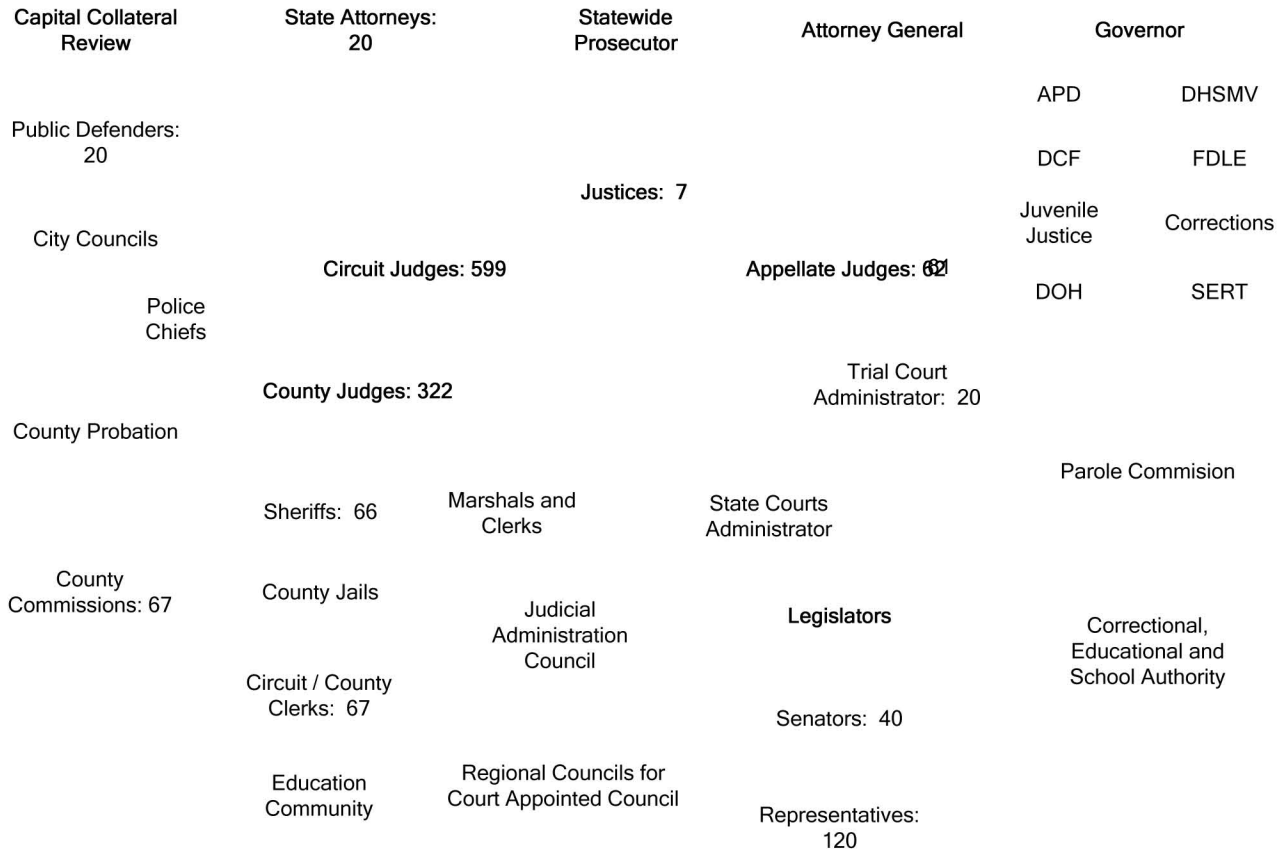 Capital Collateral
Review
State Attorneys:
20
Statewide
Prosecutor
Attorney General
Governor
APD
DHSMV
Public Defenders:
20
DCF
FDLE
Justices: 7
Juvenile
Justice
Corrections
City Councils
Circuit Judges: 599
Appellate Judges:
DOH
SERT
Police
Chiefs
County Judges: 322
Trial Court
Administrator: 20
County Probation
Parole Commision
Sheriffs: 66
Marshals and
Clerks
State Courts
Administrator
County
Commissions: 67
County Jails
Judicial
Administration
Council
Legislators
Correctional,
Educational and
School Authority
Circuit / County
Clerks: 67
Senators: 40
Education
Community
Regional Councils for
Court Appointed Council
Representatives:
120